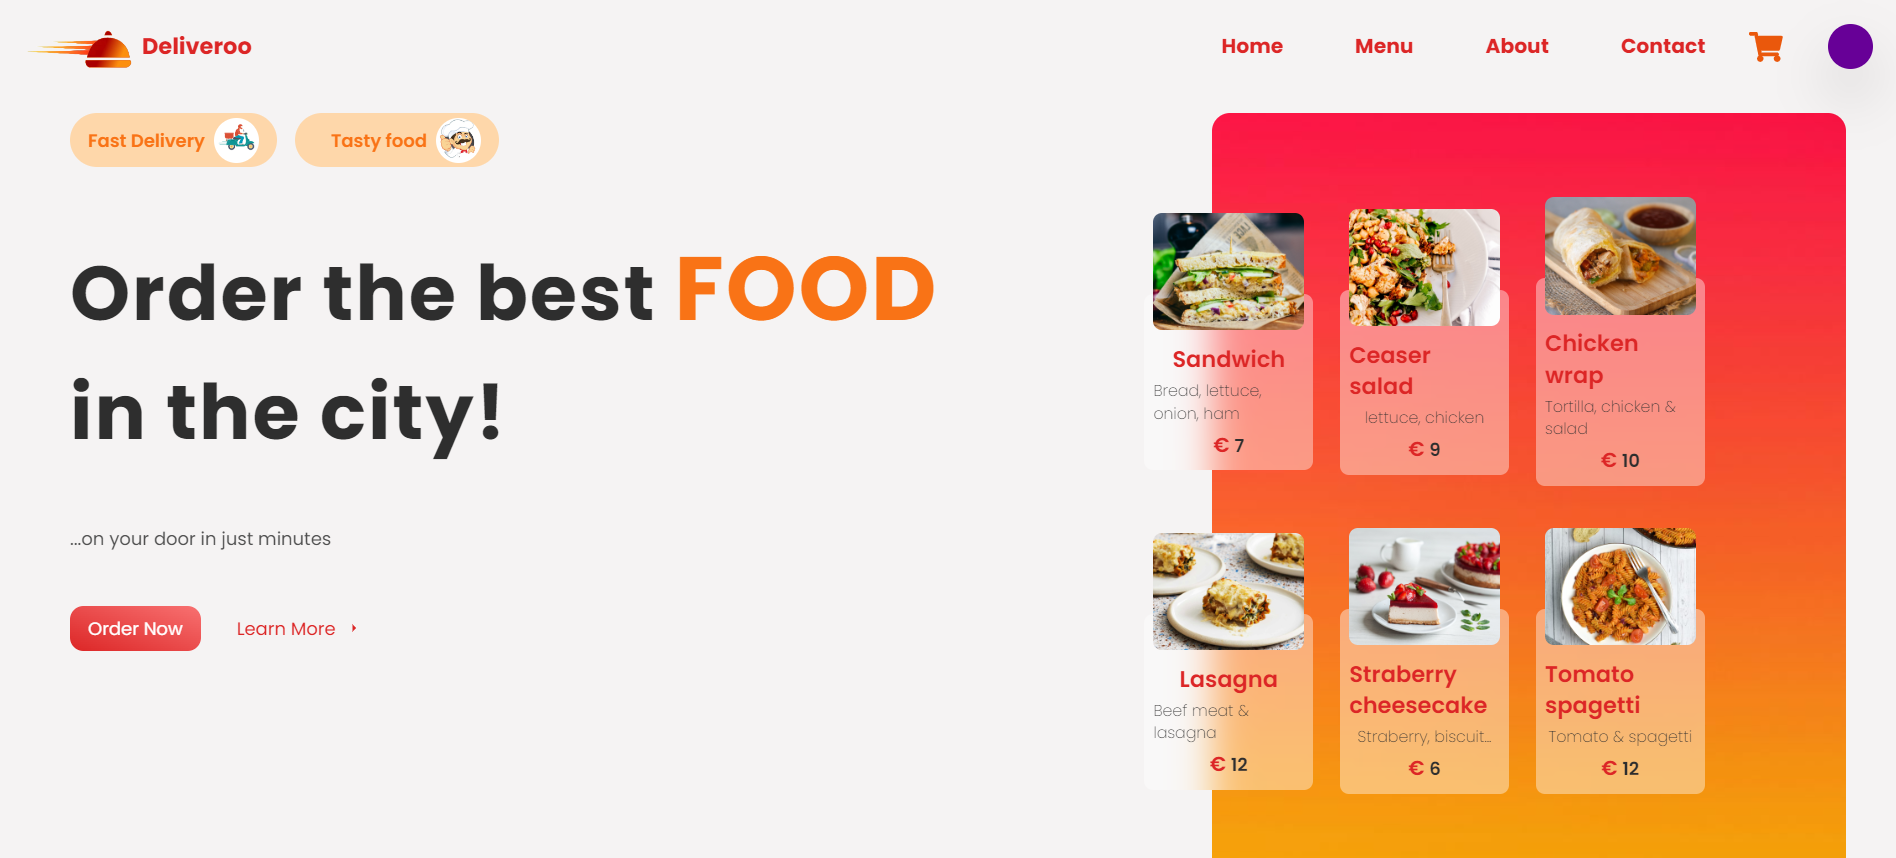 Deliveroo
Home
Menu
About
Contact
Fast Delivery
Tasty food
Order the best FOOD
in the city!
...on your door in just minutes
Order Now
Learn More
Sandwich
Bread, lettuce,
onion, ham
€ 7
Ceaser
salad
lettuce, chicken
€ 9
Chicken
wrap
Tortilla, chicken &
salad
€ 10
Lasagna
Beef meat &
lasagna
€ 12
Straberry
cheesecake
Straberry, biscuit...
€ 6
Tomato
spagetti
Tomato & spagetti
€ 12